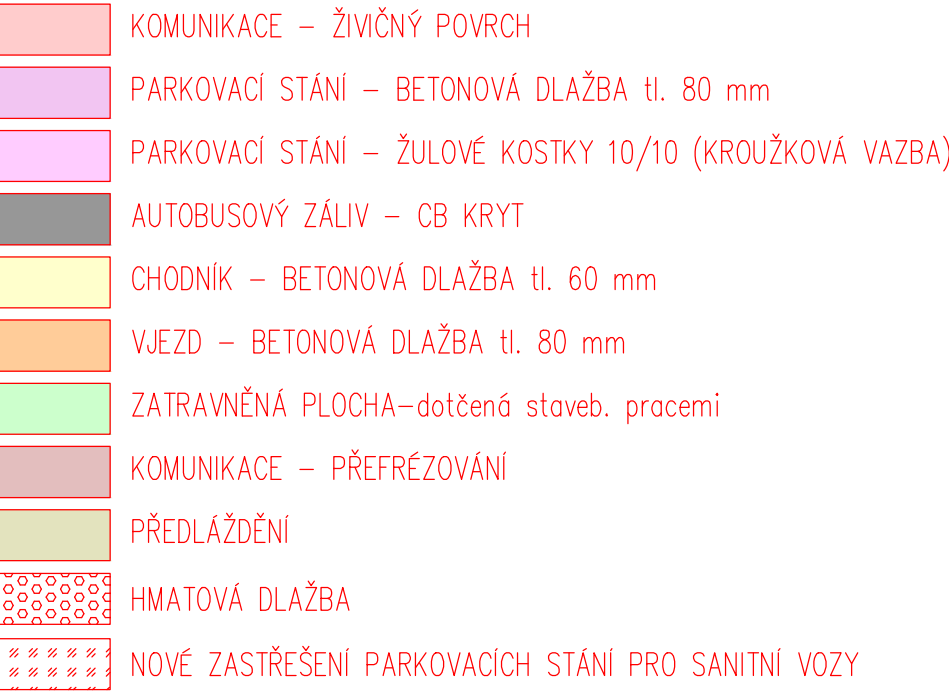 KOMUNIKACE – ŽIVIČNÝ POVRCH
PARKOVACÍ STÁNÍ – BETONOVÁ DLAŽBA tl. 80 mm
PARKOVACÍ STÁNÍ – ŽULOVÉ KOSTKY 10/10 (KROUŽKOVÁ VAZBA)
AUTOBUSOVÝ ZÁLIV – CB KRYT
CHODNÍK – BETONOVÁ DLAŽBA tl. 60 mm
VJEZD – BETONOVÁ DLAŽBA tl. 80 mm
ZATRAVNĚNÁ PLOCHA–dotčená staveb. pracemi
KOMUNIKACE – PŘEFRÉZOVÁNÍ
PŘEDLÁŽDĚNÍ
HMATOVÁ DLAŽBA
NOVÉ ZASTŘEŠENÍ PARKOVACÍCH STÁNÍ PRO SANITNÍ VOZY